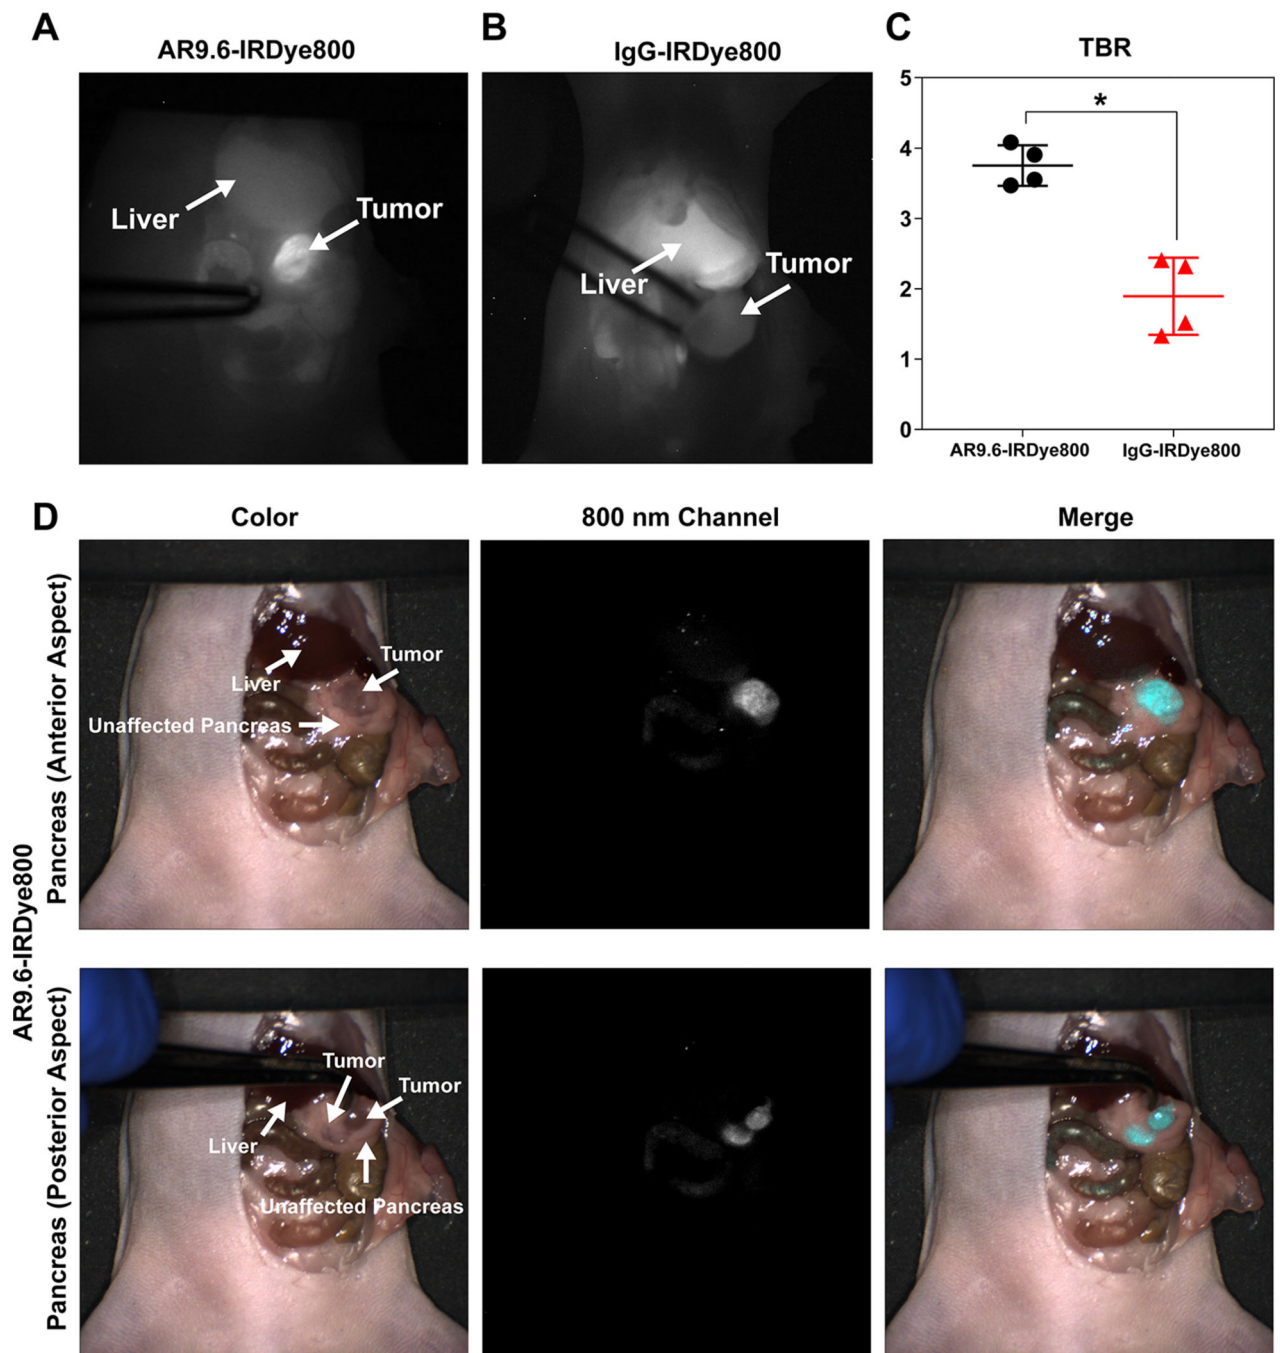 A
AR9.6-IRDye800
Liver
Tumor
B
IgG-IRDye800
Liver
Tumor
C
TBR
5
4
3
2
1
0
*
AR9.6-IRDye800
IgG-IRDye800
D
Color
800 nm Channel
Merge
AR9.6-IRDye800
Pancreas (Anterior Aspect)
Tumor
Liver
Unaffected Pancreas
Pancreas (Posterior Aspect)
Tumor
Tumor
Liver
Unaffected Pancreas